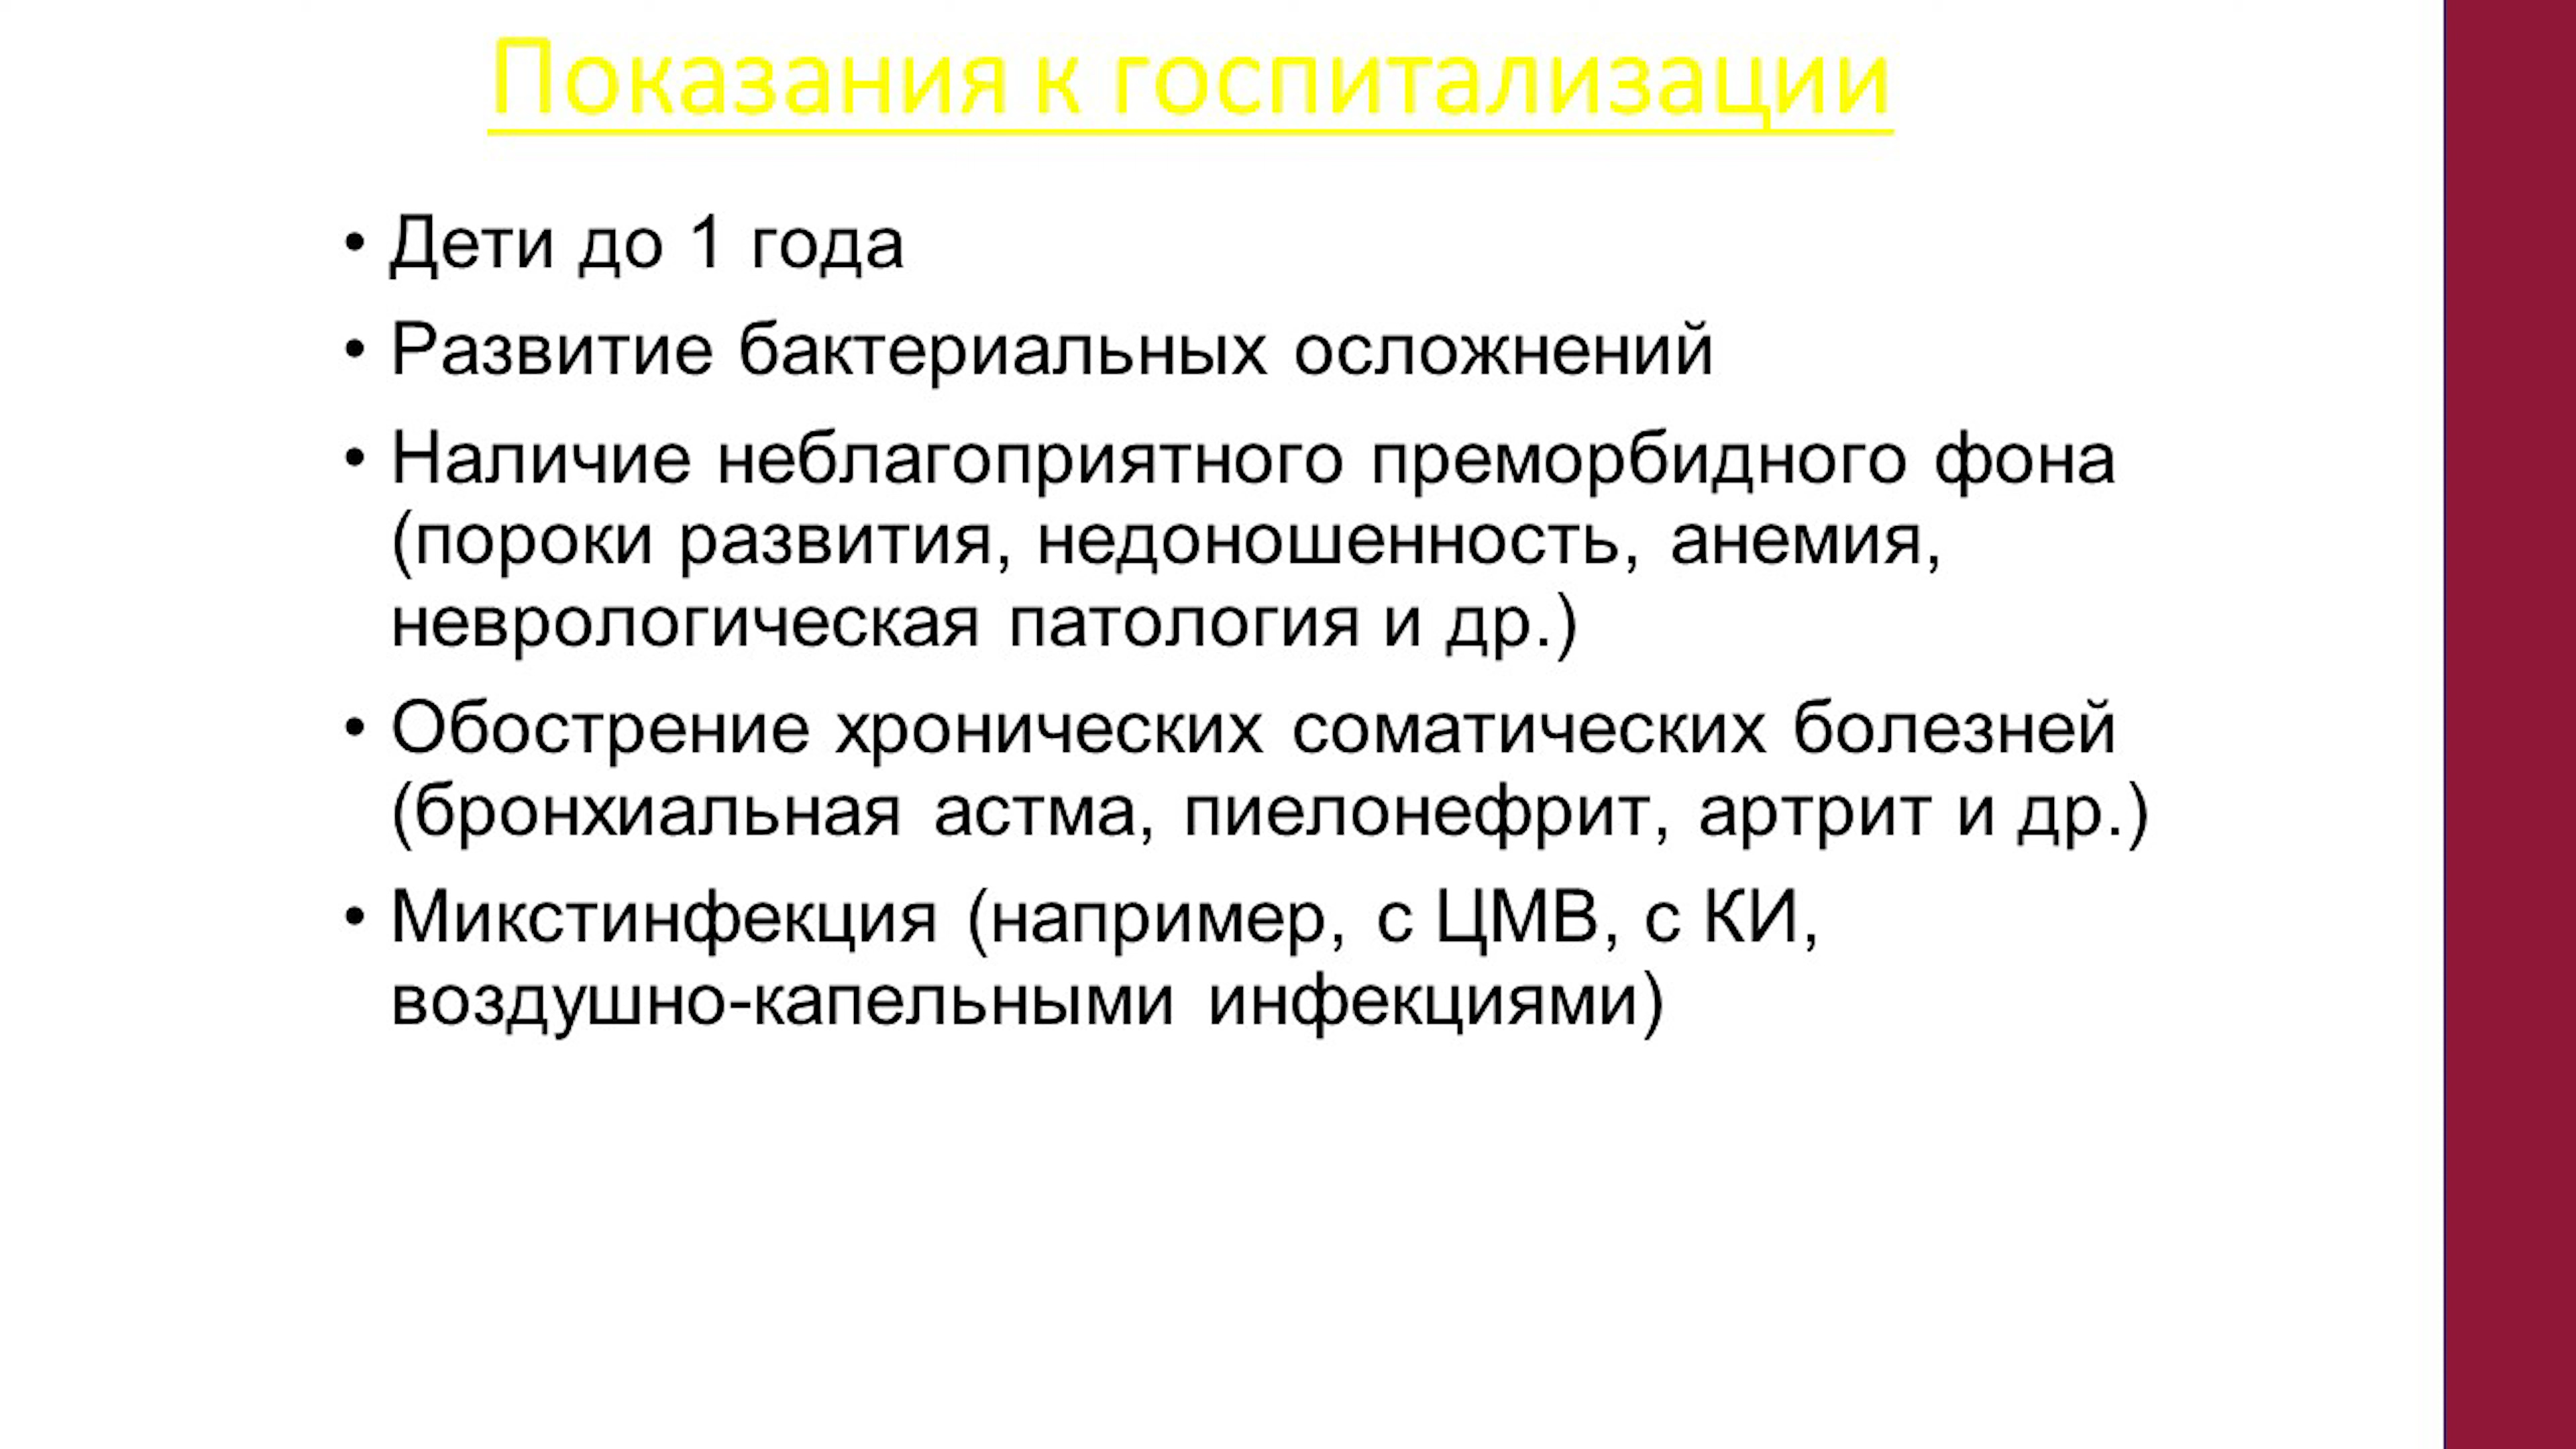 Показания к госпитализации
• Дети до 1 года
• Развитие бактериальных осложнений
• Наличие неблагоприятного преморбидного фона
(пороки развития, недоношенность, анемия,
неврологическая патология и др.)
• Обострение хронических соматических болезней
(бронхиальная астма, пиелонефрит, артрит и др.)
• Микстинфекция (например, с ЦМВ, с КИ,
воздушно-капельными инфекциями)